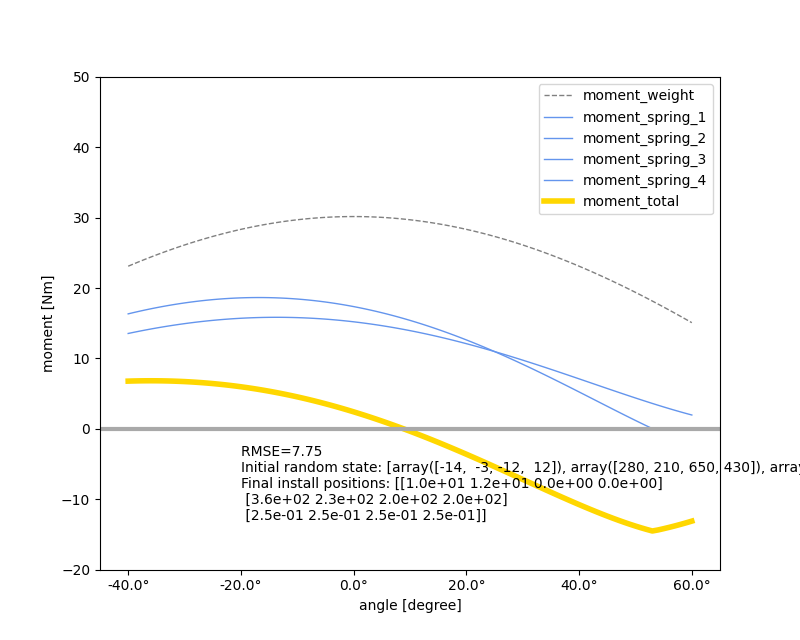 50
40
30
20
10
0
−10
−20
moment [Nm]
moment_weight
moment_spring_1
moment_spring_2
moment_spring_3
moment_spring_4
moment_total
RMSE=7.75
Initial random state: [array([-14,  -3, -12,  12]), array([280, 210, 650, 430]), array
Final install positions: [[1.0e+01 1.2e+01 0.0e+00 0.0e+00]
[3.6e+02 2.3e+02 2.0e+02 2.0e+02]
[2.5e-01 2.5e-01 2.5e-01 2.5e-01]]
-40.0° -20.0° 0.0° 20.0° 40.0° 60.0°
angle [degree]